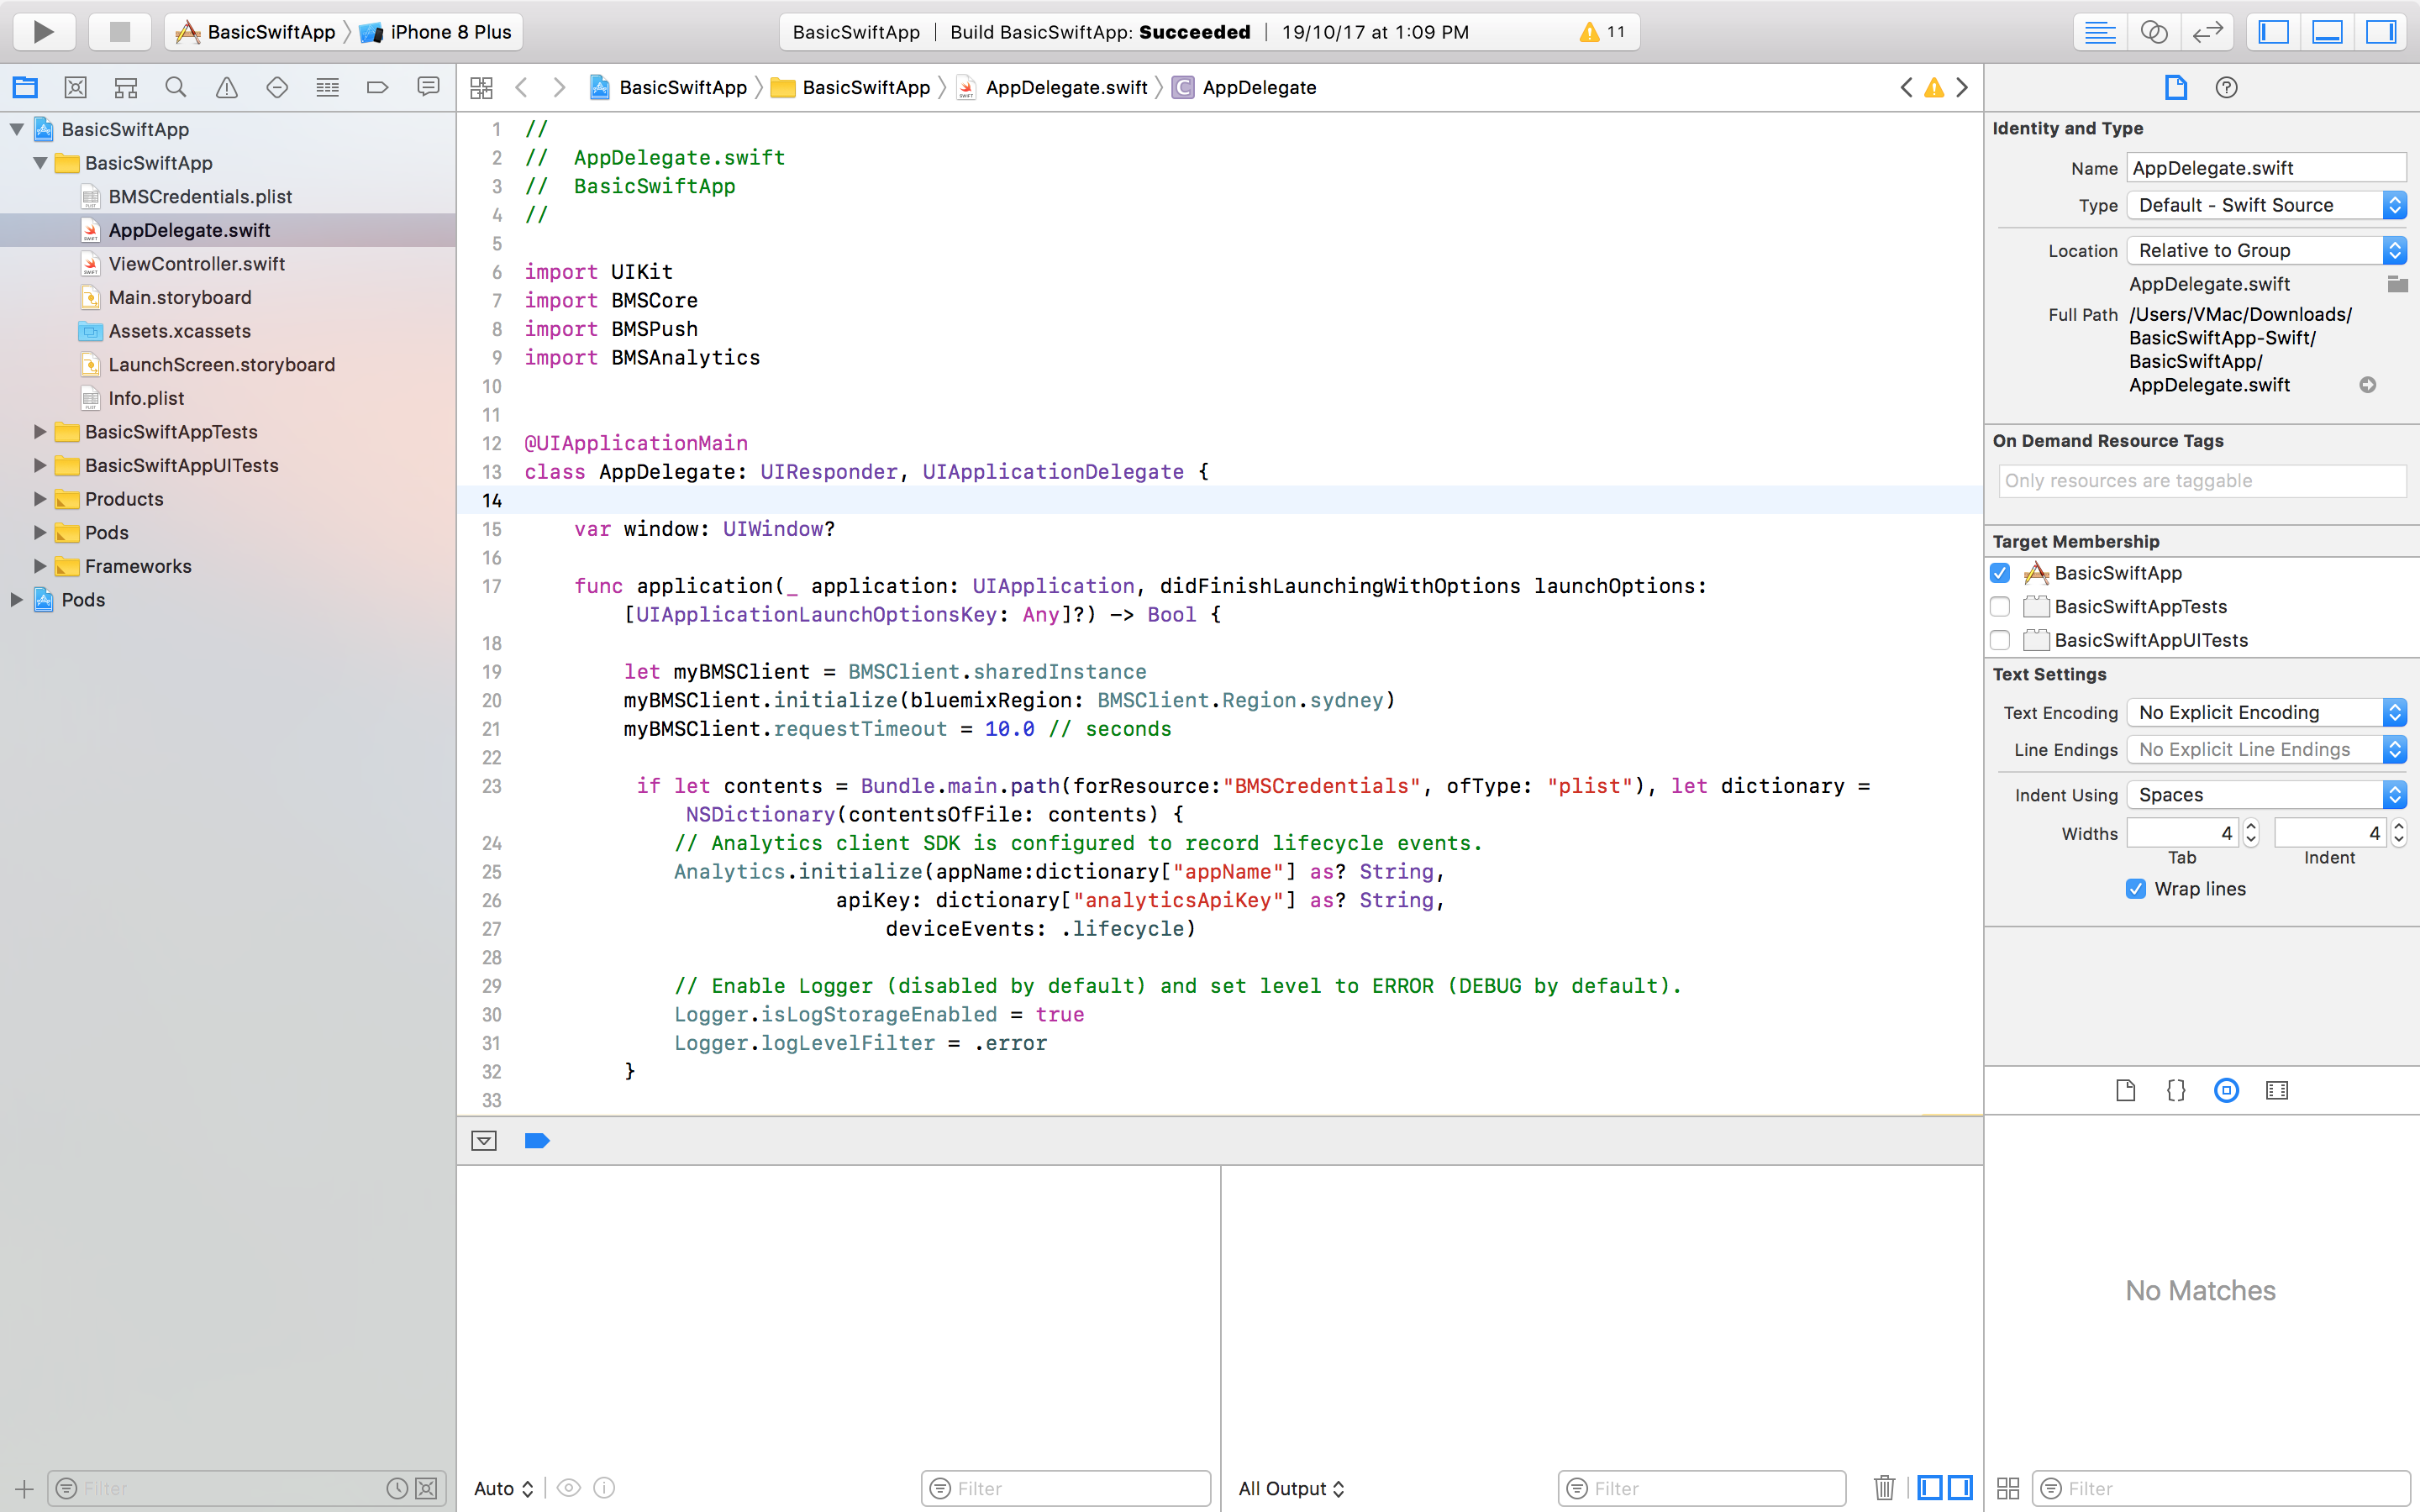 BasicSwiftApp iPhone 8 Plus
BasicSwiftApp | Build BasicSwiftApp: Succeeded | 19/10/17 at 1:09 PM 11
BasicSwiftApp BasicSwiftApp AppDelegate.swift C AppDelegate
BasicSwiftApp
BasicSwiftApp
BMSCredentials.plist
AppDelegate.swift
ViewController.swift
Main.storyboard
Assets.xcassets
LaunchScreen.storyboard
Info.plist
BasicSwiftAppTests
BasicSwiftAppUITests
Products
Pods
Frameworks
Pods
Filter
1 //
2 //  AppDelegate.swift
3 //  BasicSwiftApp
4 //
5
6 import UIKit
7 import BMSCore
8 import BMSPush
9 import BMSAnalytics
10
11
12 @UIApplicationMain
13 class AppDelegate: UIResponder, UIApplicationDelegate {
14
15     var window: UIWindow?
16
17     func application(_ application: UIApplication, didFinishLaunchingWithOptions launchOptions:
[UIApplicationLaunchOptionsKey: Any]?) -> Bool {
18
19         let myBMSClient = BMSClient.sharedInstance
20         myBMSClient.initialize(bluemixRegion: BMSClient.Region.sydney)
21         myBMSClient.requestTimeout = 10.0 // seconds
22
23          if let contents = Bundle.main.path(forResource:"BMSCredentials", ofType: "plist"), let dictionary =
NSDictionary(contentsOfFile: contents) {
24             // Analytics client SDK is configured to record lifecycle events.
25             Analytics.initialize(appName:dictionary["appName"] as? String,
26                          apiKey: dictionary["analyticsApiKey"] as? String,
27                              deviceEvents: .lifecycle)
28
29             // Enable Logger (disabled by default) and set level to ERROR (DEBUG by default).
30             Logger.isLogStorageEnabled = true
31             Logger.logLevelFilter = .error
32         }
33
Auto
Filter
All Output
Filter
Identity and Type
Name AppDelegate.swift
Type Default - Swift Source
Location Relative to Group
AppDelegate.swift
Full Path /Users/VMac/Downloads/
BasicSwiftApp-Swift/
BasicSwiftApp/
AppDelegate.swift
On Demand Resource Tags
Only resources are taggable
Target Membership
BasicSwiftApp
BasicSwiftAppTests
BasicSwiftAppUITests
Text Settings
Text Encoding No Explicit Encoding
Line Endings No Explicit Line Endings
Indent Using Spaces
Widths 4 4
Tab Indent
Wrap lines
{}
No Matches
Filter